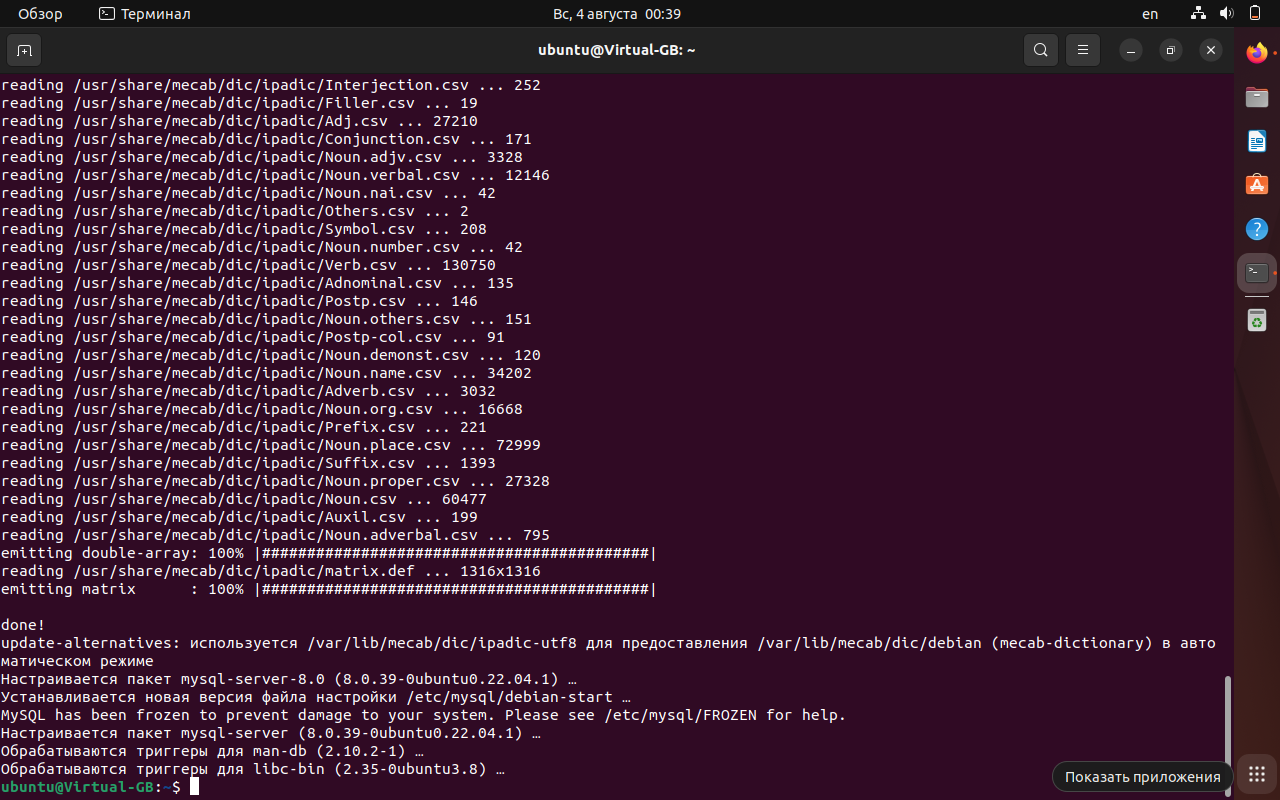 Обзор
Терминал
Вс, 4 августа 00:39
en
ubuntu@Virtual-GB: ~
reading /usr/share/mecab/dic/ipadic/Interjection.csv ... 252
reading /usr/share/mecab/dic/ipadic/Filler.csv ... 19
reading /usr/share/mecab/dic/ipadic/Adj.csv ... 27210
reading /usr/share/mecab/dic/ipadic/Conjunction.csv ... 171
reading /usr/share/mecab/dic/ipadic/Noun.adjv.csv ... 3328
reading /usr/share/mecab/dic/ipadic/Noun.verbal.csv ... 12146
reading /usr/share/mecab/dic/ipadic/Noun.nai.csv ... 42
reading /usr/share/mecab/dic/ipadic/Others.csv ... 2
reading /usr/share/mecab/dic/ipadic/Symbol.csv ... 208
reading /usr/share/mecab/dic/ipadic/Noun.number.csv ... 42
reading /usr/share/mecab/dic/ipadic/Verb.csv ... 130750
reading /usr/share/mecab/dic/ipadic/Adnominal.csv ... 135
reading /usr/share/mecab/dic/ipadic/Postp.csv ... 146
reading /usr/share/mecab/dic/ipadic/Noun.others.csv ... 151
reading /usr/share/mecab/dic/ipadic/Postp-col.csv ... 91
reading /usr/share/mecab/dic/ipadic/Noun.demonst.csv ... 120
reading /usr/share/mecab/dic/ipadic/Noun.name.csv ... 34202
reading /usr/share/mecab/dic/ipadic/Adverb.csv ... 3032
reading /usr/share/mecab/dic/ipadic/Noun.org.csv ... 16668
reading /usr/share/mecab/dic/ipadic/Prefix.csv ... 221
reading /usr/share/mecab/dic/ipadic/Noun.place.csv ... 72999
reading /usr/share/mecab/dic/ipadic/Suffix.csv ... 1393
reading /usr/share/mecab/dic/ipadic/Noun.proper.csv ... 27328
reading /usr/share/mecab/dic/ipadic/Noun.csv ... 60477
reading /usr/share/mecab/dic/ipadic/Auxil.csv ... 199
reading /usr/share/mecab/dic/ipadic/Noun.adverbal.csv ... 795
emitting double-array: 100% |###########################################|
reading /usr/share/mecab/dic/ipadic/matrix.def ... 1316x1316
emitting matrix      : 100% |###########################################|
done!
update-alternatives: используется /var/lib/mecab/dic/ipadic-utf8 для предоставления /var/lib/mecab/dic/debian (mecab-dictionary) в авто
матическом режиме
Настраивается пакет mysql-server-8.0 (8.0.39-0ubuntu0.22.04.1) …
Устанавливается новая версия файла настройки /etc/mysql/debian-start …
MySQL has been frozen to prevent damage to your system. Please see /etc/mysql/FROZEN for help.
Настраивается пакет mysql-server (8.0.39-0ubuntu0.22.04.1) …
Обрабатываются триггеры для man-db (2.10.2-1) …
Обрабатываются триггеры для libc-bin (2.35-0ubuntu3.8) …
ubuntu@Virtual-GB:~$
Показать приложения